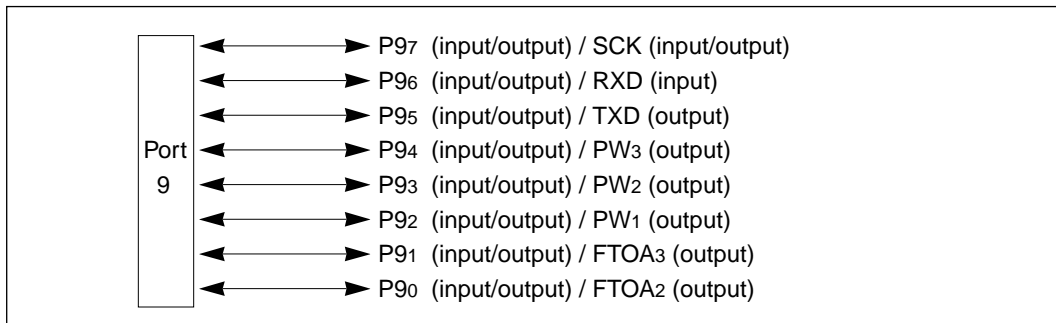 Port
9
P97 (input/output) / SCK (input/output)
P96 (input/output) / RXD (input)
P95 (input/output) / TXD (output)
P94 (input/output) / PW3 (output)
P93 (input/output) / PW2 (output)
P92 (input/output) / PW1 (output)
P91 (input/output) / FTOA3 (output)
P90 (input/output) / FTOA2 (output)